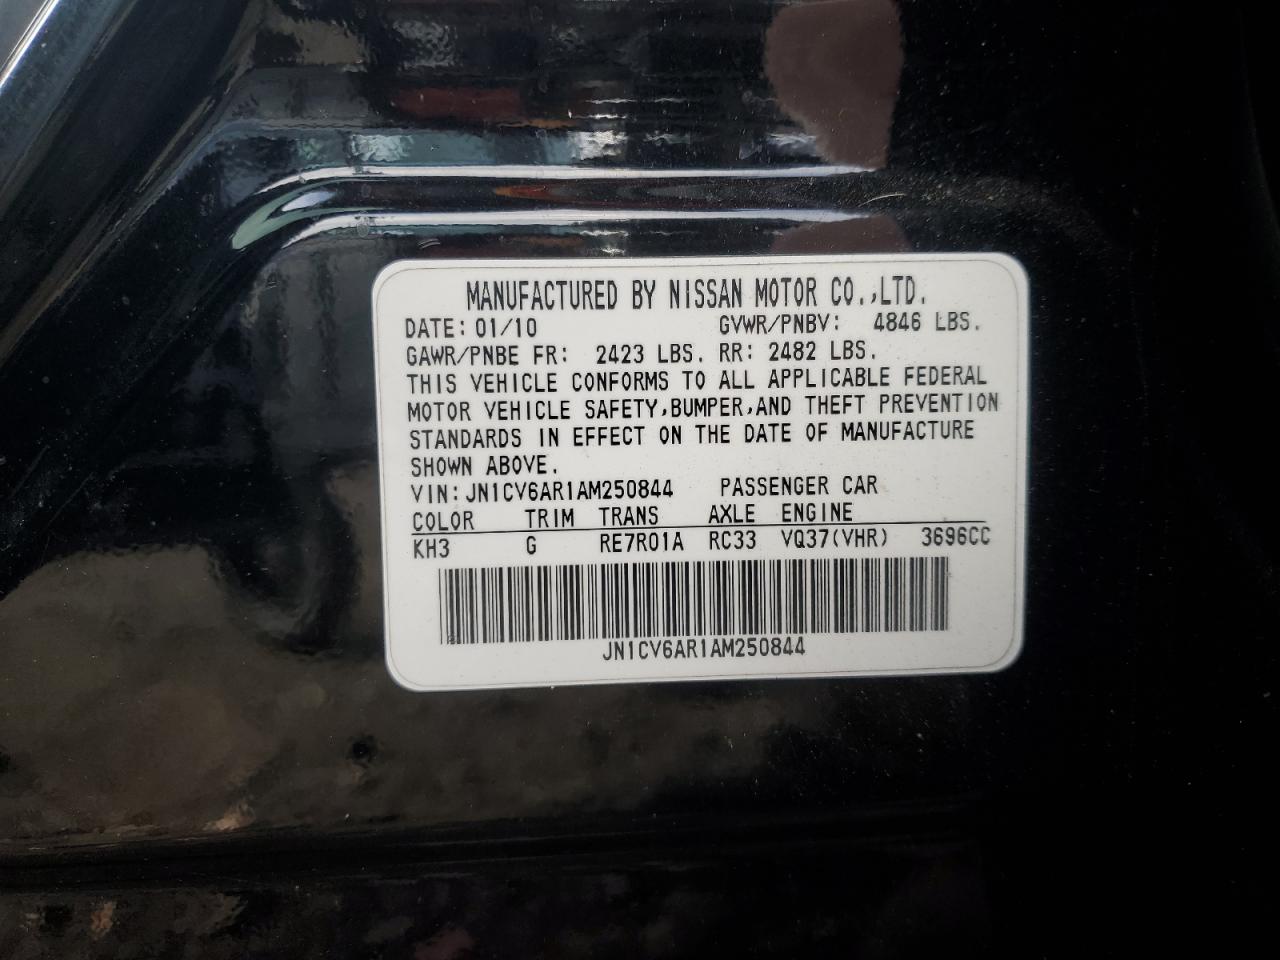 MANUFACTURED BY NISSAN MOTOR CO.,LTD.
DATE: 01/10 GVWR/PNBV: 4846 LBS.
GAWR/PNBE FR: 2423 LBS. RR: 2482 LBS.
THIS VEHICLE CONFORMS TO ALL APPLICABLE FEDERAL
MOTOR VEHICLE SAFETY,BUMPER,AND THEFT PREVENTION
STANDARDS IN EFFECT ON THE DATE OF MANUFACTURE
SHOWN ABOVE.
VIN:JN1CV6AR1AM250844 PASSENGER CAR
COLOR TRIM TRANS AXLE ENGINE
KH3 G RE7R01A RC33 VQ37(VHR) 3696CC
JN1CV6AR1AM250844